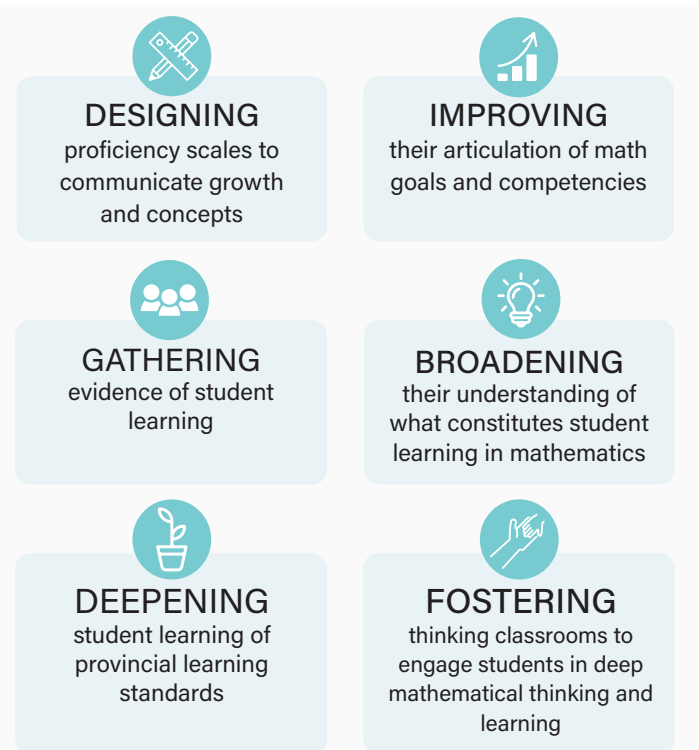 DESIGNING
proficiency scales to
communicate growth
and concepts
IMPROVING
their articulation of math
goals and competencies
GATHERING
evidence of student
learning
BROADENING
their understanding of
what constitutes student
learning in mathematics
DEEPENING
student learning of
provincial learning
standards
FOSTERING
thinking classrooms to
engage students in deep
mathematical thinking and
learning